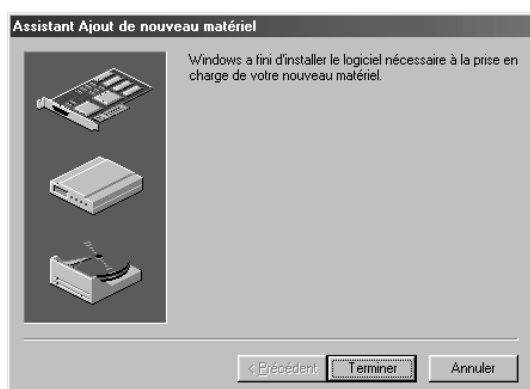 Assistant Ajout de nouveau matériel
Windows a fini d'installer le logiciel nécessaire à la prise en
charge de votre nouveau matériel.
< Précédent
Terminer
Annuler